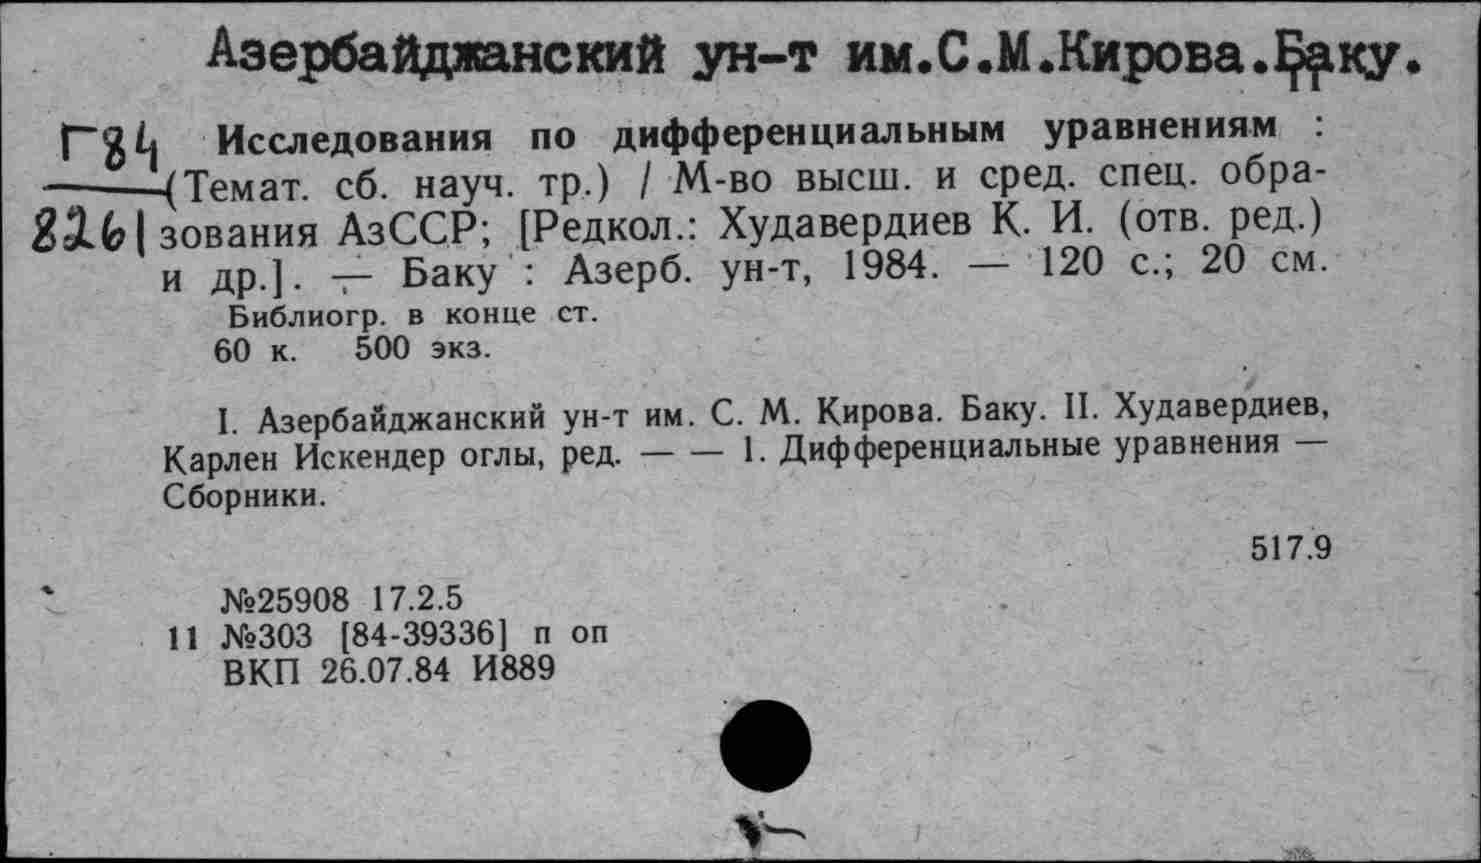 Азербайджанский ун-т им.С.М.Кирова.Баку.
Г84 Исследования по дифференциальным уравнениям :
(Темат. сб. науч. тр.) / М-во высш. и сред. спец. обра-
8261 зования АзССР; [Редкол.: Худавердиев К. И. (отв. ред.)
и др.]. — Баку : Азерб. ун-т, 1984. — 120 с.; 20 см.
Библиогр. в конце ст.
60 к. 500 экз.
I. Азербайджанский ун-т им. С. М. Кирова. Баку. II. Худавердиев,
Карлен Искендер оглы, ред. — — 1. Дифференциальные уравнения —
Сборники.
517.9
№25908 17.2.5
11 №303 [84-39336] п оп
ВКП 26.07.84 И889